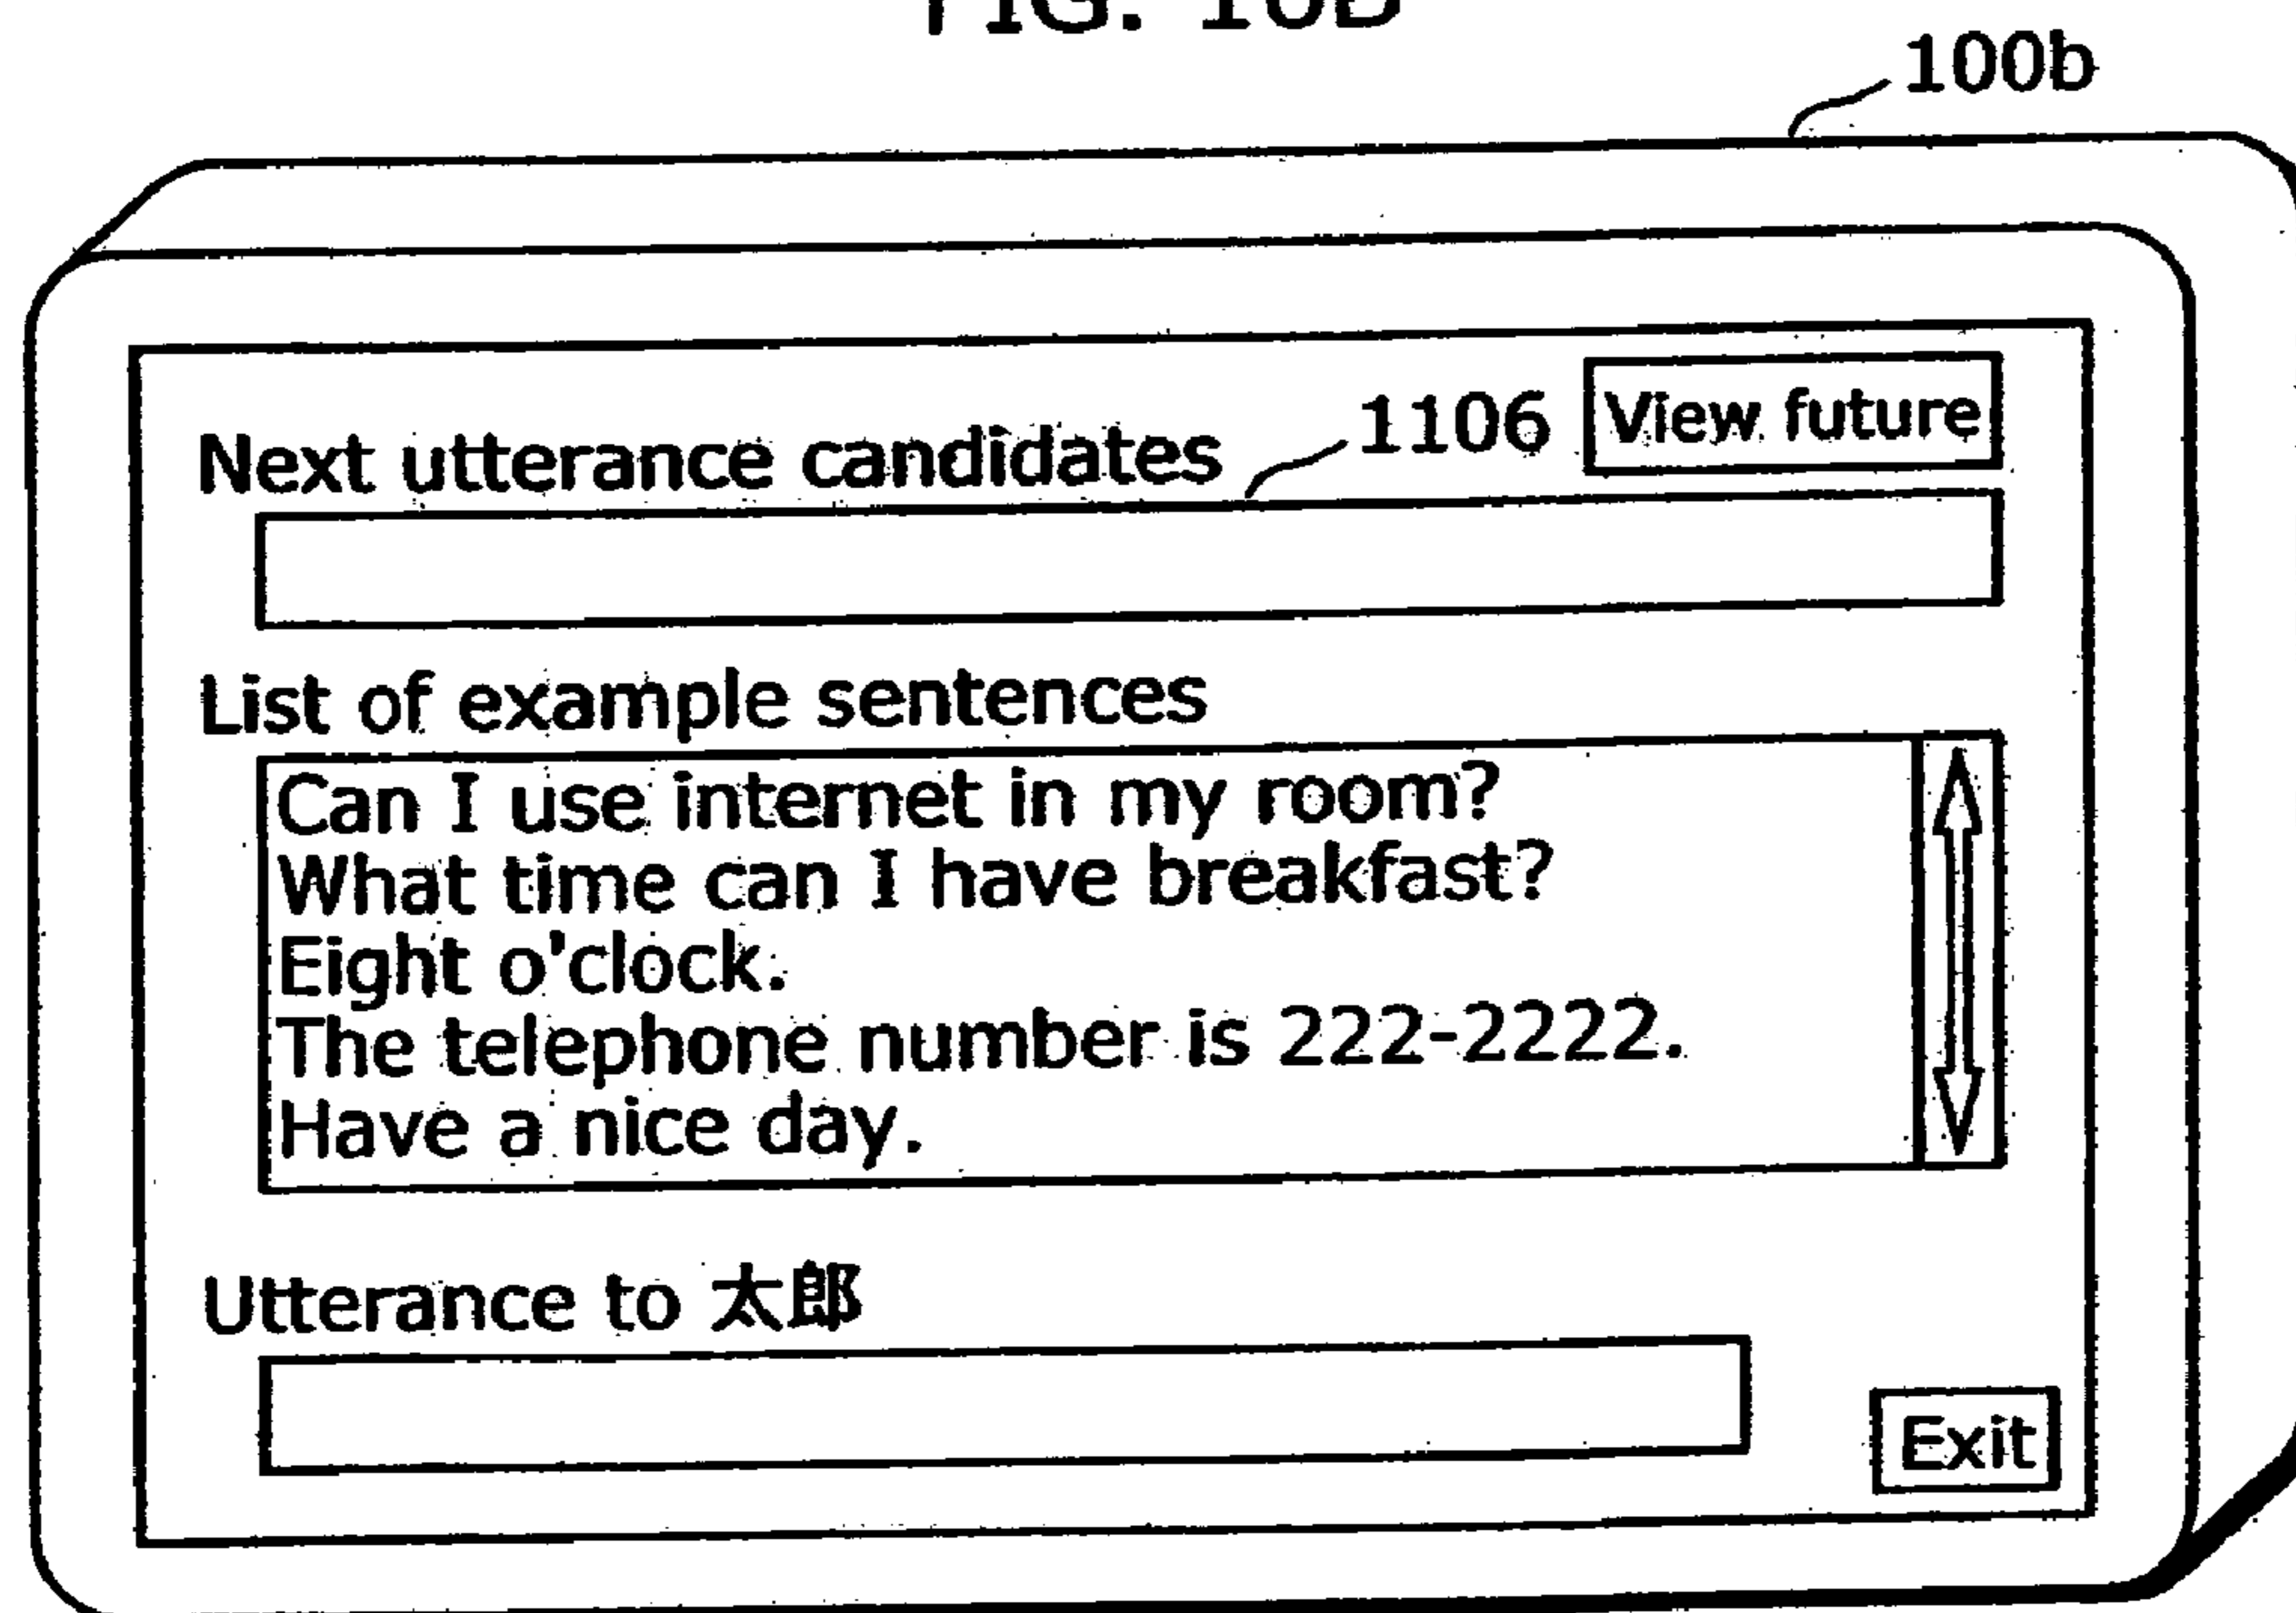 FIG. 10B
100b
Next utterance candidates
1106
View future
List of example sentences
Can I use internet in my room?
What time can I have breakfast?
Eight o'clock.
The telephone number is 222-2222.
Have a nice day.
Utterance to 太郎
Exit